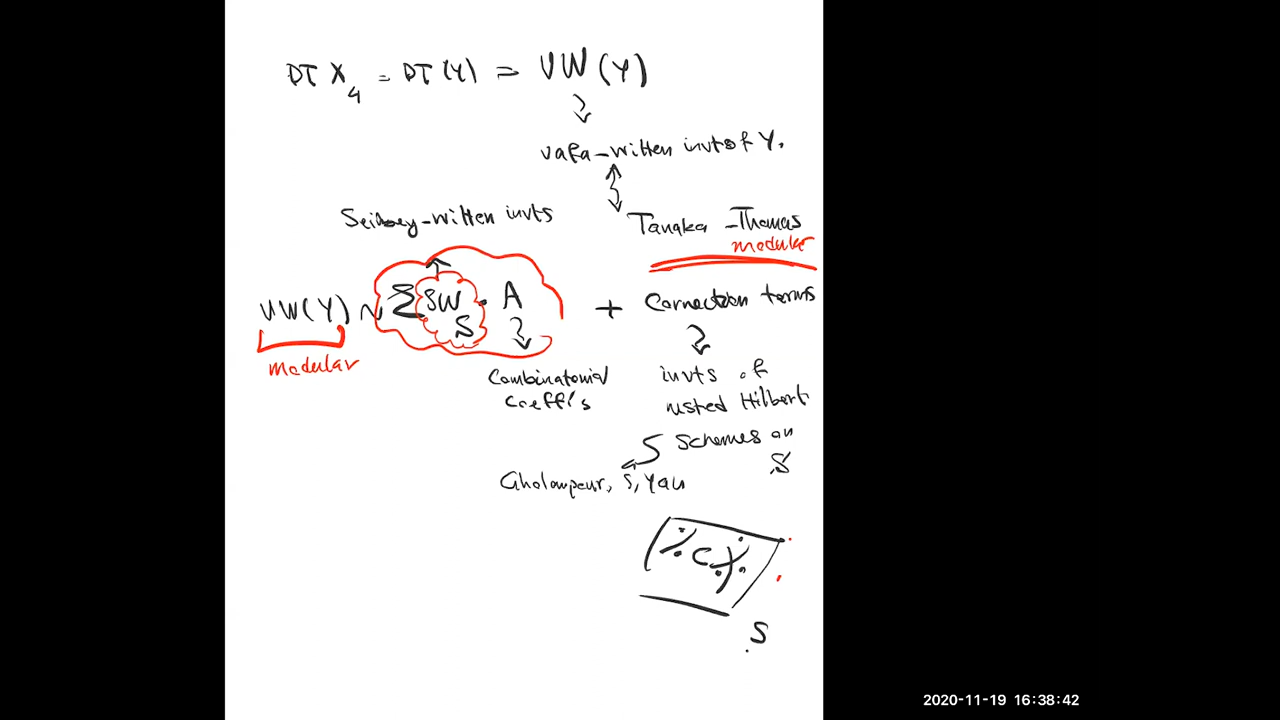 DT X4 = DT(Y) = VW(Y)
Vafa-Witten invts of Y.
Seiberg-Witten invts
Tanaka-Thomas
modular
VW(Y) ~ Σ SW S · A + Correction terms
modular
Combinatorial
coeff's
invts of
nested Hilbert
schemes on
S
Gholampour, S, Yau
S
2020-11-19 16:38:42